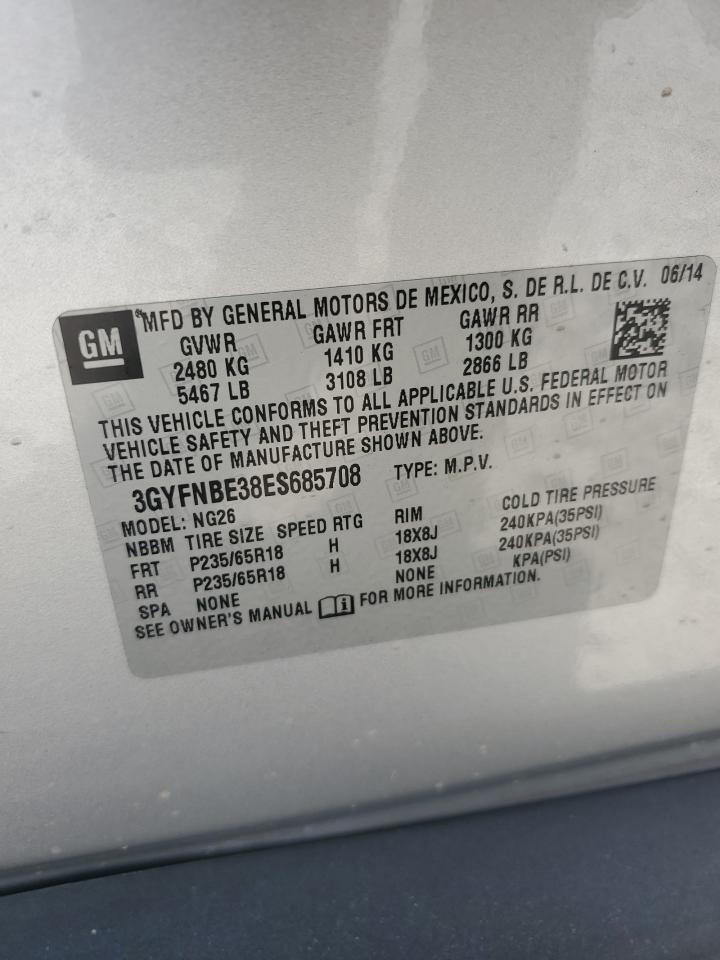 GM
MFD BY GENERAL MOTORS DE MEXICO, S. DE R.L. DE C.V. 06/14
GVWR GAWR FRT GAWR RR
2480 KG 1410 KG 1300 KG
5467 LB 3108 LB 2866 LB
THIS VEHICLE CONFORMS TO ALL APPLICABLE U.S. FEDERAL MOTOR
VEHICLE SAFETY AND THEFT PREVENTION STANDARDS IN EFFECT ON
THE DATE OF MANUFACTURE SHOWN ABOVE.
3GYFNBE38ES685708 TYPE: M.P.V.
MODEL: NG26
NBBM TIRE SIZE SPEED RTG RIM COLD TIRE PRESSURE
FRT P235/65R18 H 18X8J 240KPA(35PSI)
RR P235/65R18 H 18X8J 240KPA(35PSI)
SPA NONE NONE KPA(PSI)
SEE OWNER'S MANUAL FOR MORE INFORMATION.